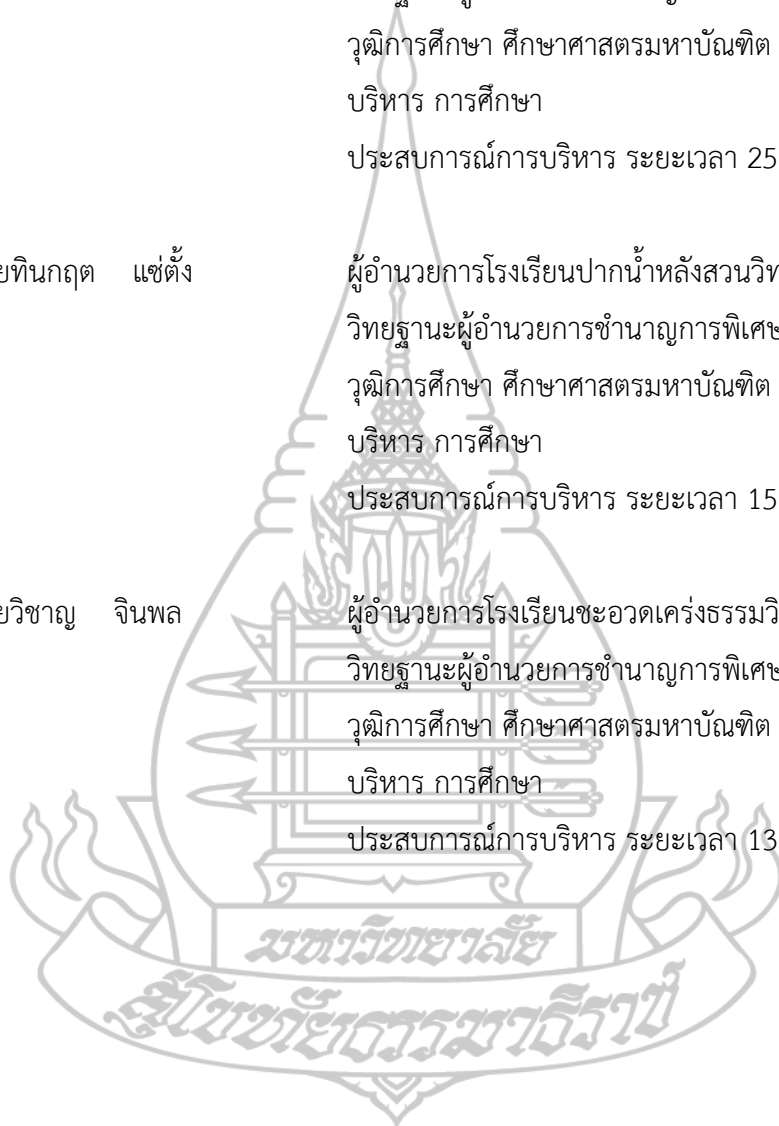 วุฒิการศึกษา ศึกษาศาสตรมหาบัณฑิต
บริหาร การศึกษา
ประสบการณ์การบริหาร ระยะเวลา 25
ยทินกฤต แซ่ตั้ง ผู้อำนวยการโรงเรียนปากน้ำหลังสวนวิท
วิทยฐานะผู้อำนวยการชำนาญการพิเศษ
วุฒิการศึกษา ศึกษาศาสตรมหาบัณฑิต
บริหาร การศึกษา
ประสบการณ์การบริหาร ระยะเวลา 15
ยวิชาญ จินพล ผู้อำนวยการโรงเรียนชะอวดเคร่งธรรมวิ
วิทยฐานะผู้อำนวยการชำนาญการพิเศษ
วุฒิการศึกษา ศึกษาศาสตรมหาบัณฑิต
บริหาร การศึกษา
ประสบการณ์การบริหาร ระยะเวลา 13
มหาวิทยาลัย
สุโขทัยธรรมาธิราช